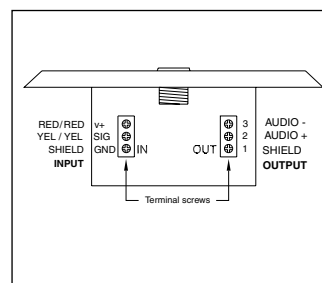 RED/RED V+ 3 AUDIO -
YEL / YEL SIG 2 AUDIO +
SHIELD GND IN OUT 1 SHIELD
INPUT OUTPUT
Terminal screws